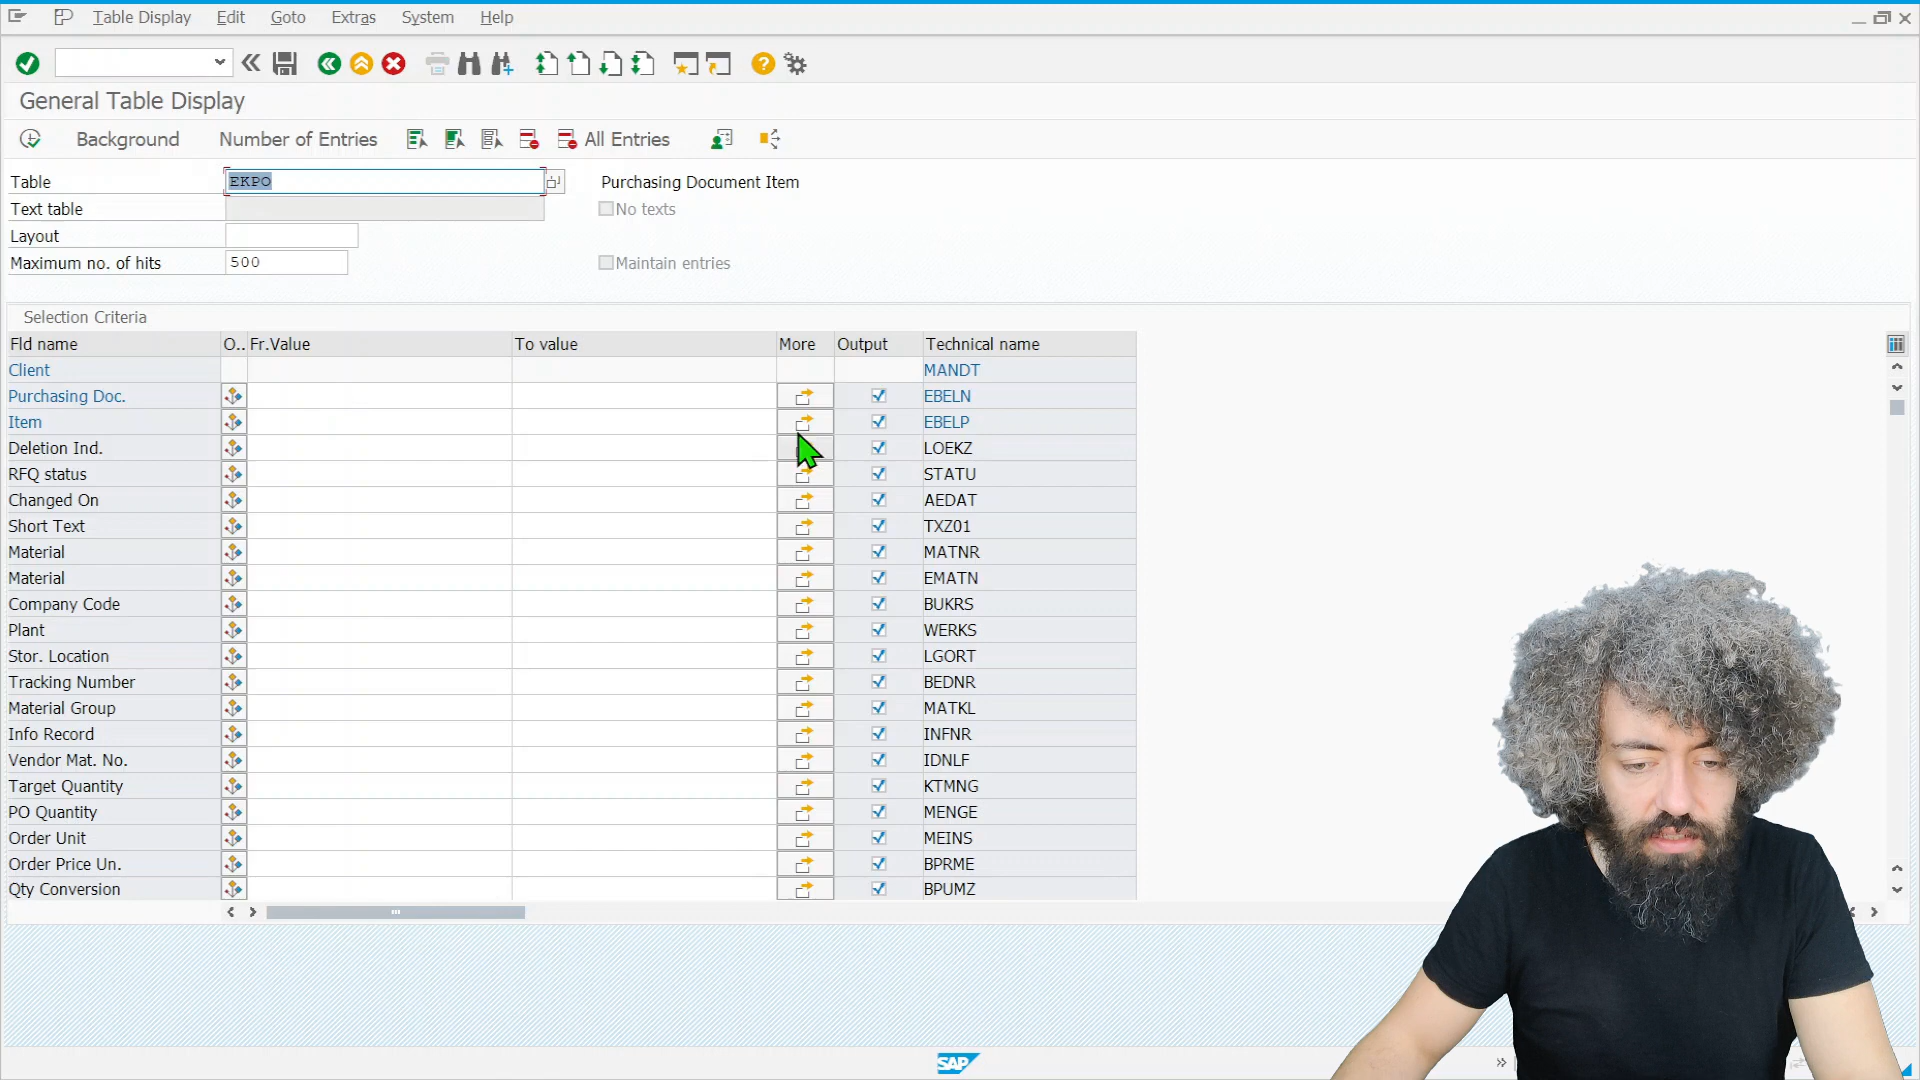 Table Display Edit Goto Extras System Help
General Table Display
Background Number of Entries All Entries
Table EKPO Purchasing Document Item
Text table No texts
Layout
Maximum no. of hits 500 Maintain entries
Selection Criteria
Fld name O.. Fr.Value To value More Output Technical name
Client MANDT
Purchasing Doc. EBELN
Item EBELP
Deletion Ind. LOEKZ
RFQ status STATU
Changed On AEDAT
Short Text TXZ01
Material MATNR
Material EMATN
Company Code BUKRS
Plant WERKS
Stor. Location LGORT
Tracking Number BEDNR
Material Group MATKL
Info Record INFNR
Vendor Mat. No. IDNLF
Target Quantity KTMNG
PO Quantity MENGE
Order Unit MEINS
Order Price Un. BPRME
Qty Conversion BPUMZ
SAP